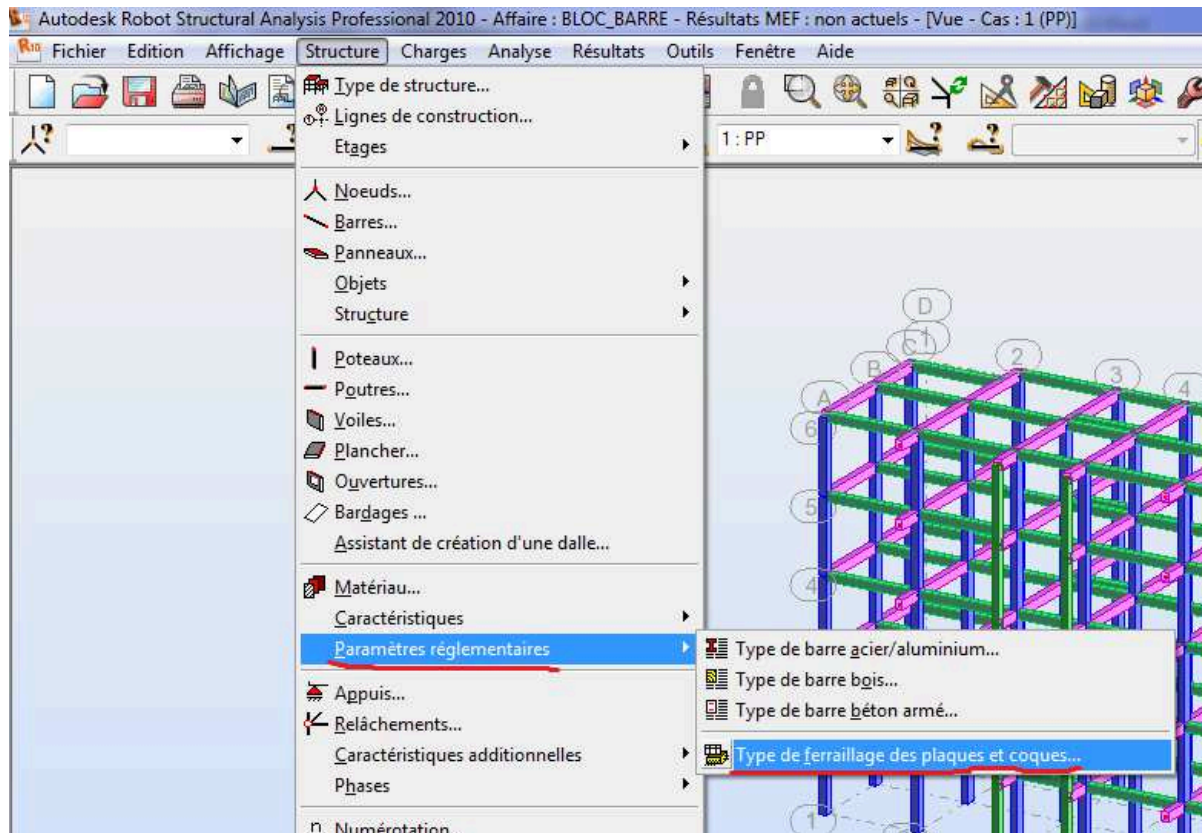 Autodesk Robot Structural Analysis Professional 2010 - Affaire : BLOC_BARRE - Résultats MEF : non actuels - [Vue - Cas : 1 (PP)]
Fichier Edition Affichage Structure Charges Analyse Résultats Outils Fenêtre Aide
1 : PP
Type de structure...
Lignes de construction...
Etages
Noeuds...
Barres...
Panneaux...
Objets
Structure
Poteaux...
Poutres...
Voiles...
Plancher...
Ouvertures...
Bardages ...
Assistant de création d'une dalle...
Matériau...
Caractéristiques
Paramètres réglementaires
Appuis...
Relâchements...
Caractéristiques additionnelles
Phases
Numérotation
Type de barre acier/aluminium...
Type de barre bois...
Type de barre béton armé...
Type de ferraillage des plaques et coques...
D
C 1
B 2
A 3 4
6
5
4
1